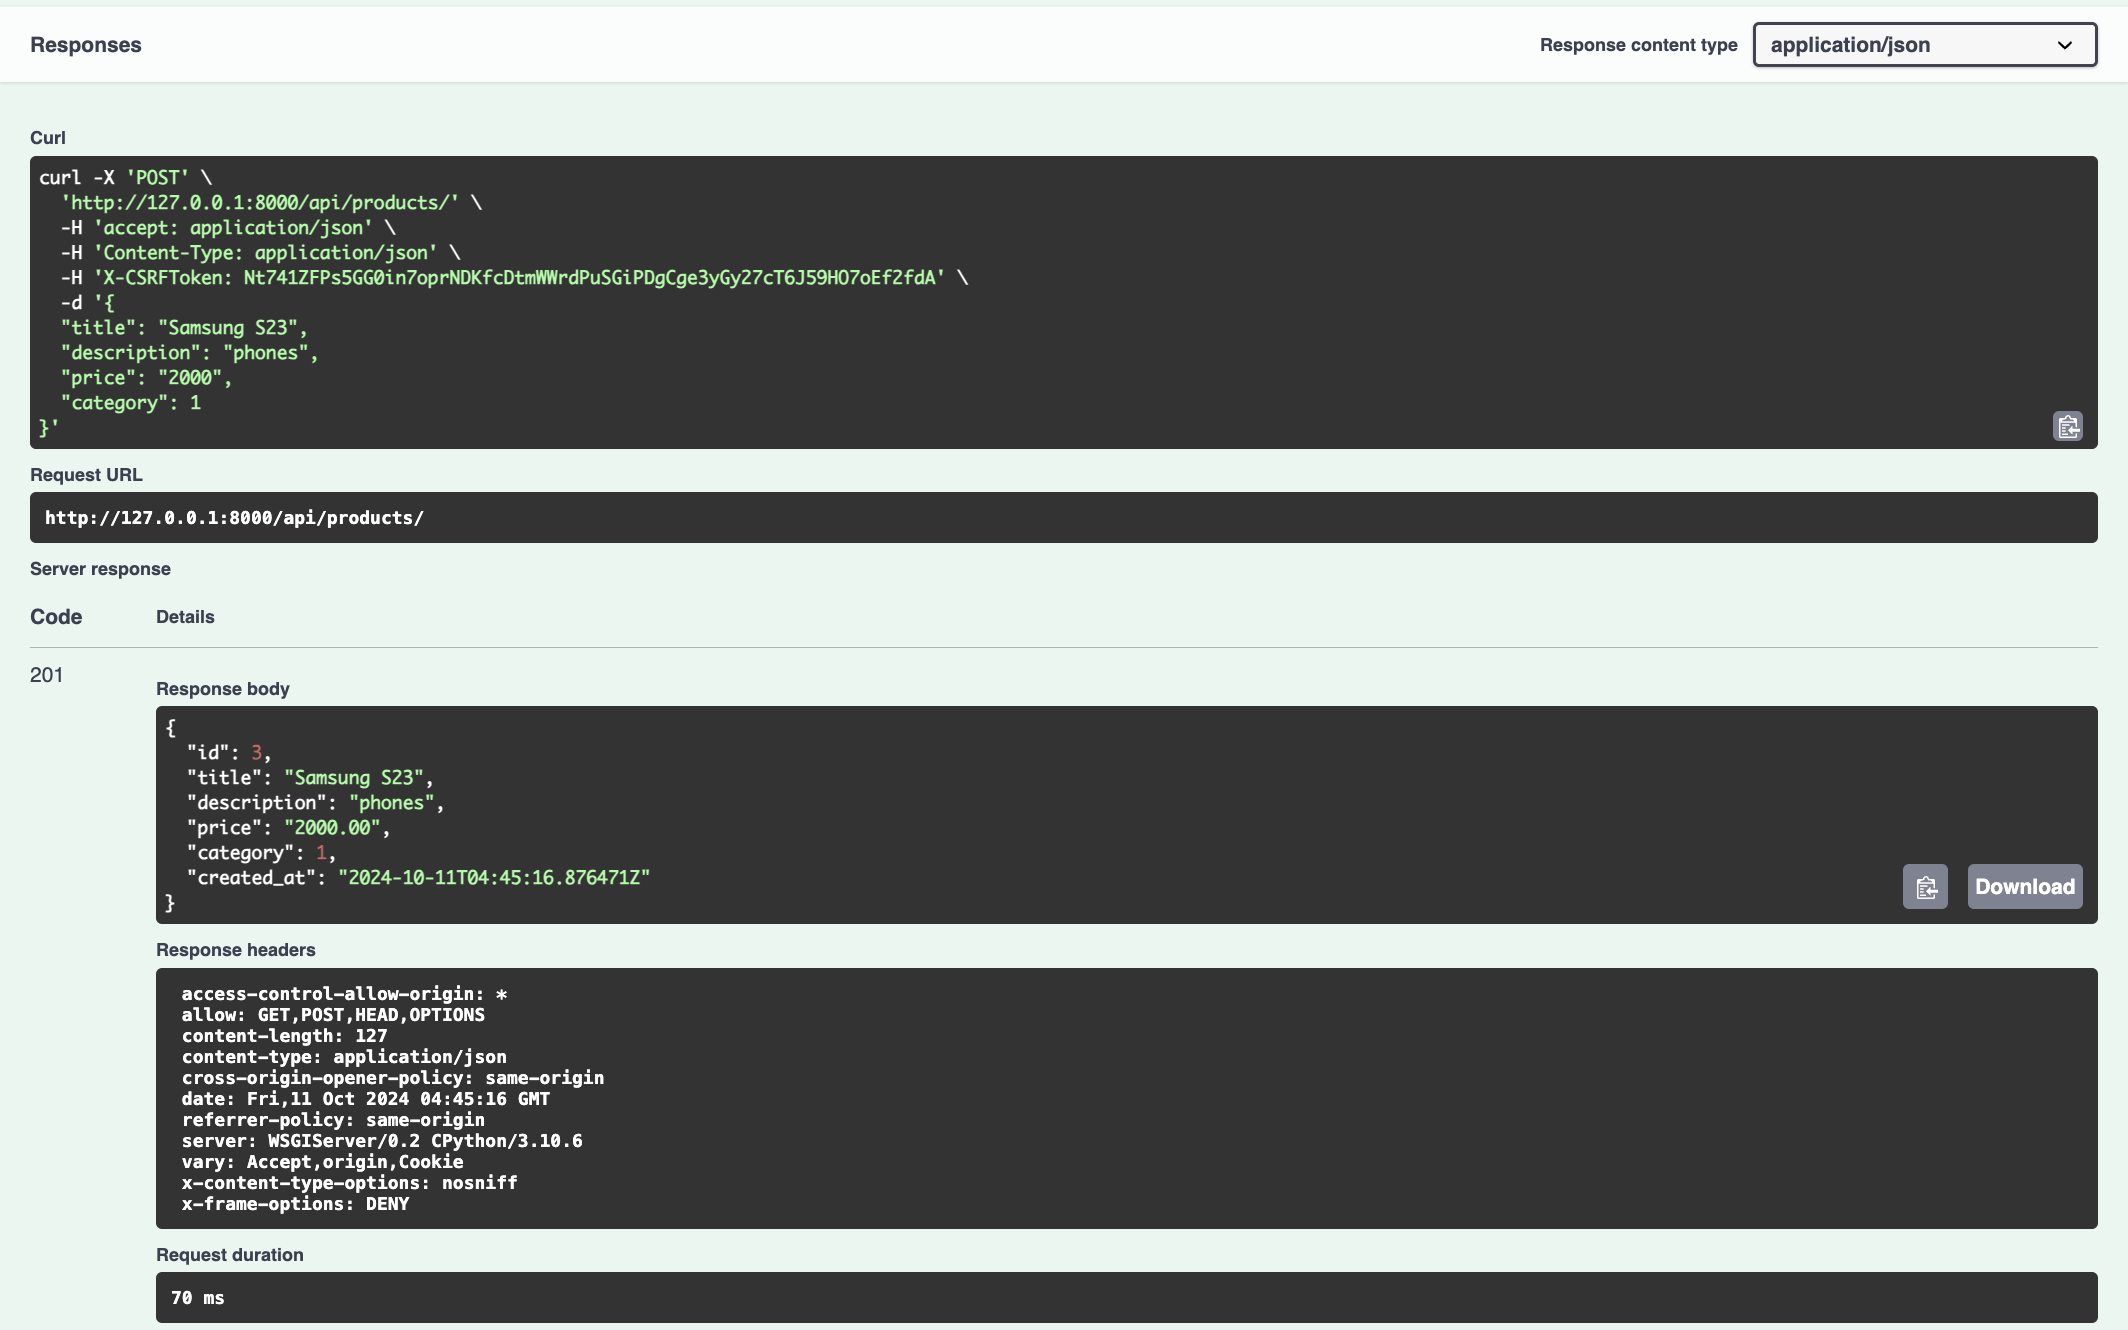 Responses
Response content type application/json
Curl
curl -X 'POST' \
  'http://127.0.0.1:8000/api/products/' \
  -H 'accept: application/json' \
  -H 'Content-Type: application/json' \
  -H 'X-CSRFToken: Nt741ZFPs5GG0in7oprNDKfcDtmWWrdPuSGiPDgCge3yGy27cT6J59HO7oEf2fdA' \
  -d '{
  "title": "Samsung S23",
  "description": "phones",
  "price": "2000",
  "category": 1
}'
Request URL
http://127.0.0.1:8000/api/products/
Server response
Code Details
201
Response body
{
  "id": 3,
  "title": "Samsung S23",
  "description": "phones",
  "price": "2000.00",
  "category": 1,
  "created_at": "2024-10-11T04:45:16.876471Z"
}
Download
Response headers
access-control-allow-origin: *
allow: GET,POST,HEAD,OPTIONS
content-length: 127
content-type: application/json
cross-origin-opener-policy: same-origin
date: Fri,11 Oct 2024 04:45:16 GMT
referrer-policy: same-origin
server: WSGIServer/0.2 CPython/3.10.6
vary: Accept,origin,Cookie
x-content-type-options: nosniff
x-frame-options: DENY
Request duration
70 ms